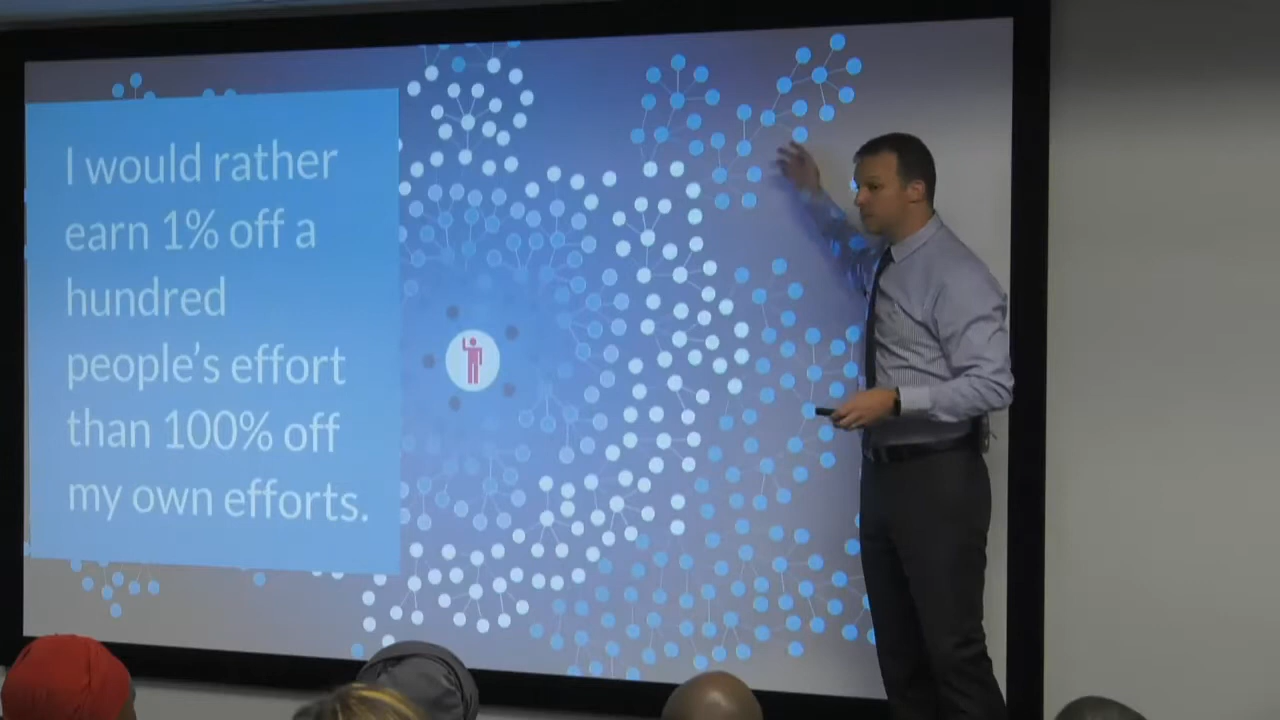 I would rather
earn 1% off a
hundred
people's effort
than 100% off
my own efforts.